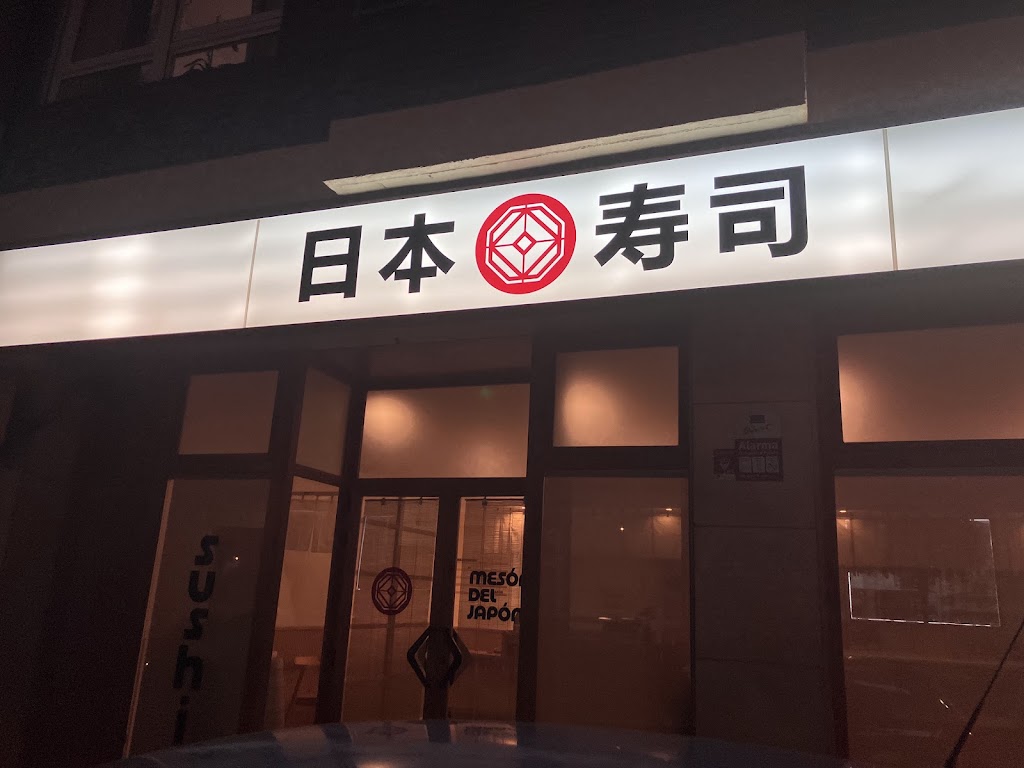 日本 寿司
sushi
MESÓN
DEL
JAPÓN
Alarma